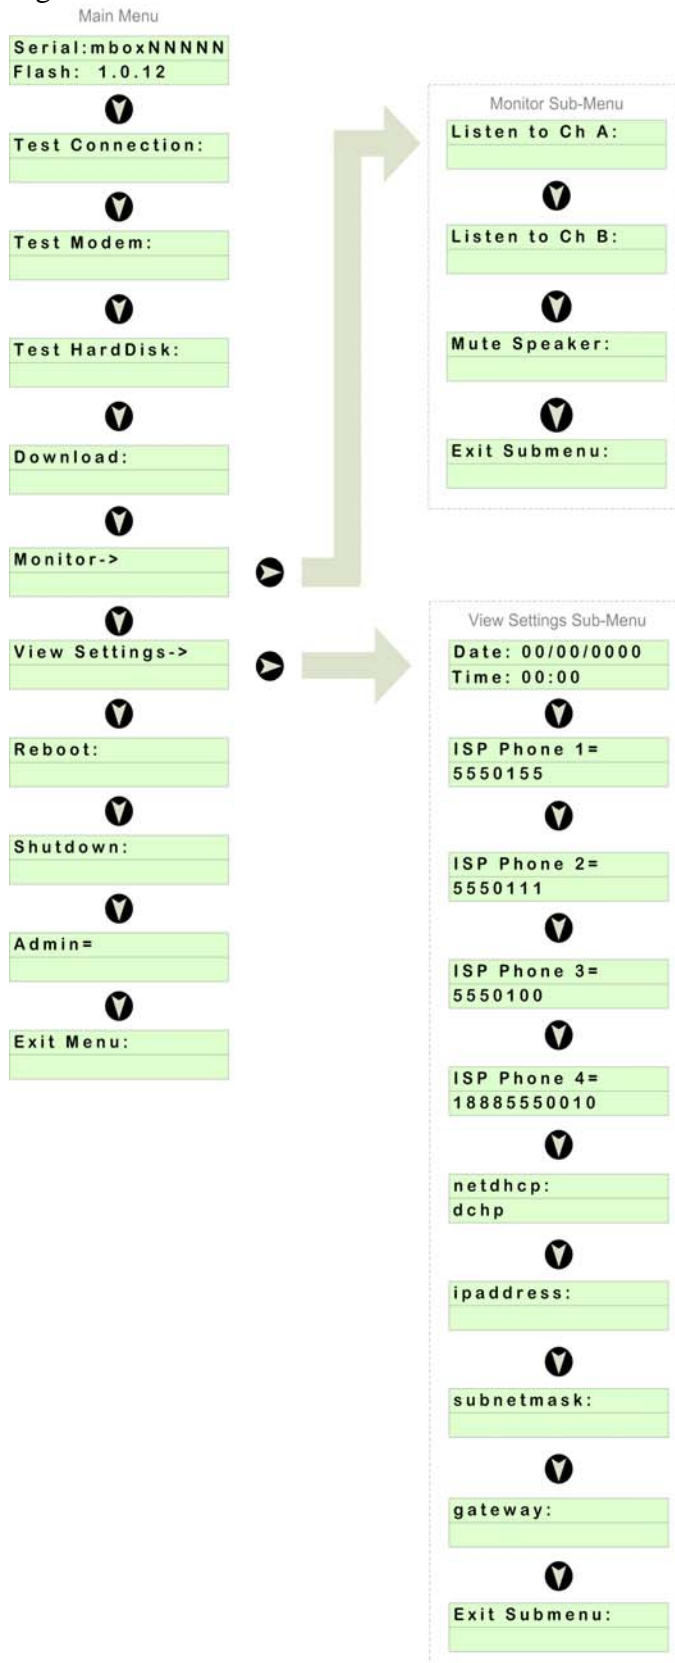 Main Menu
Serial:mboxNNNNN
Flash: 1.0.12
Test Connection:
Test Modem:
Test HardDisk:
Download:
Monitor->
View Settings->
Reboot:
Shutdown:
Admin=
Exit Menu:
Monitor Sub-Menu
Listen to Ch A:
Listen to Ch B:
Mute Speaker:
Exit Submenu:
View Settings Sub-Menu
Date: 00/00/0000
Time: 00:00
ISP Phone 1=
5550155
ISP Phone 2=
5550111
ISP Phone 3=
5550100
ISP Phone 4=
18885550010
netdhcp:
dchp
ipaddress:
subnetmask:
gateway:
Exit Submenu: